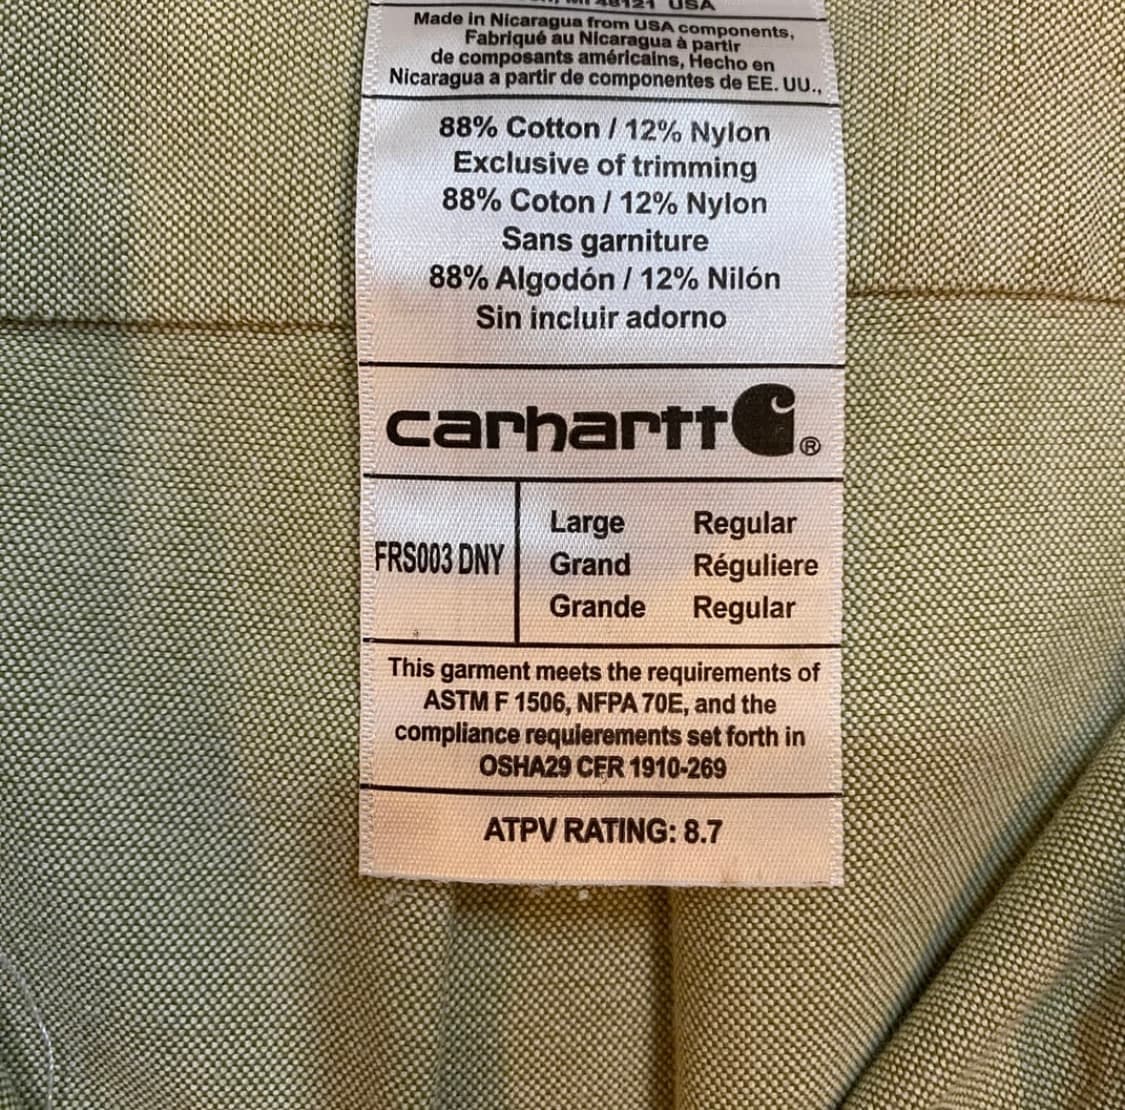 48121 USA
Made in Nicaragua from USA components,
Fabriqué au Nicaragua à partir
de composants américains, Hecho en
Nicaragua a partir de componentes de EE. UU.,
88% Cotton / 12% Nylon
Exclusive of trimming
88% Coton / 12% Nylon
Sans garniture
88% Algodón / 12% Nilón
Sin incluir adorno
carhartt ®
FRS003 DNY
Large Regular
Grand Réguliere
Grande Regular
This garment meets the requirements of
ASTM F 1506, NFPA 70E, and the
compliance requierements set forth in
OSHA29 CFR 1910-269
ATPV RATING: 8.7